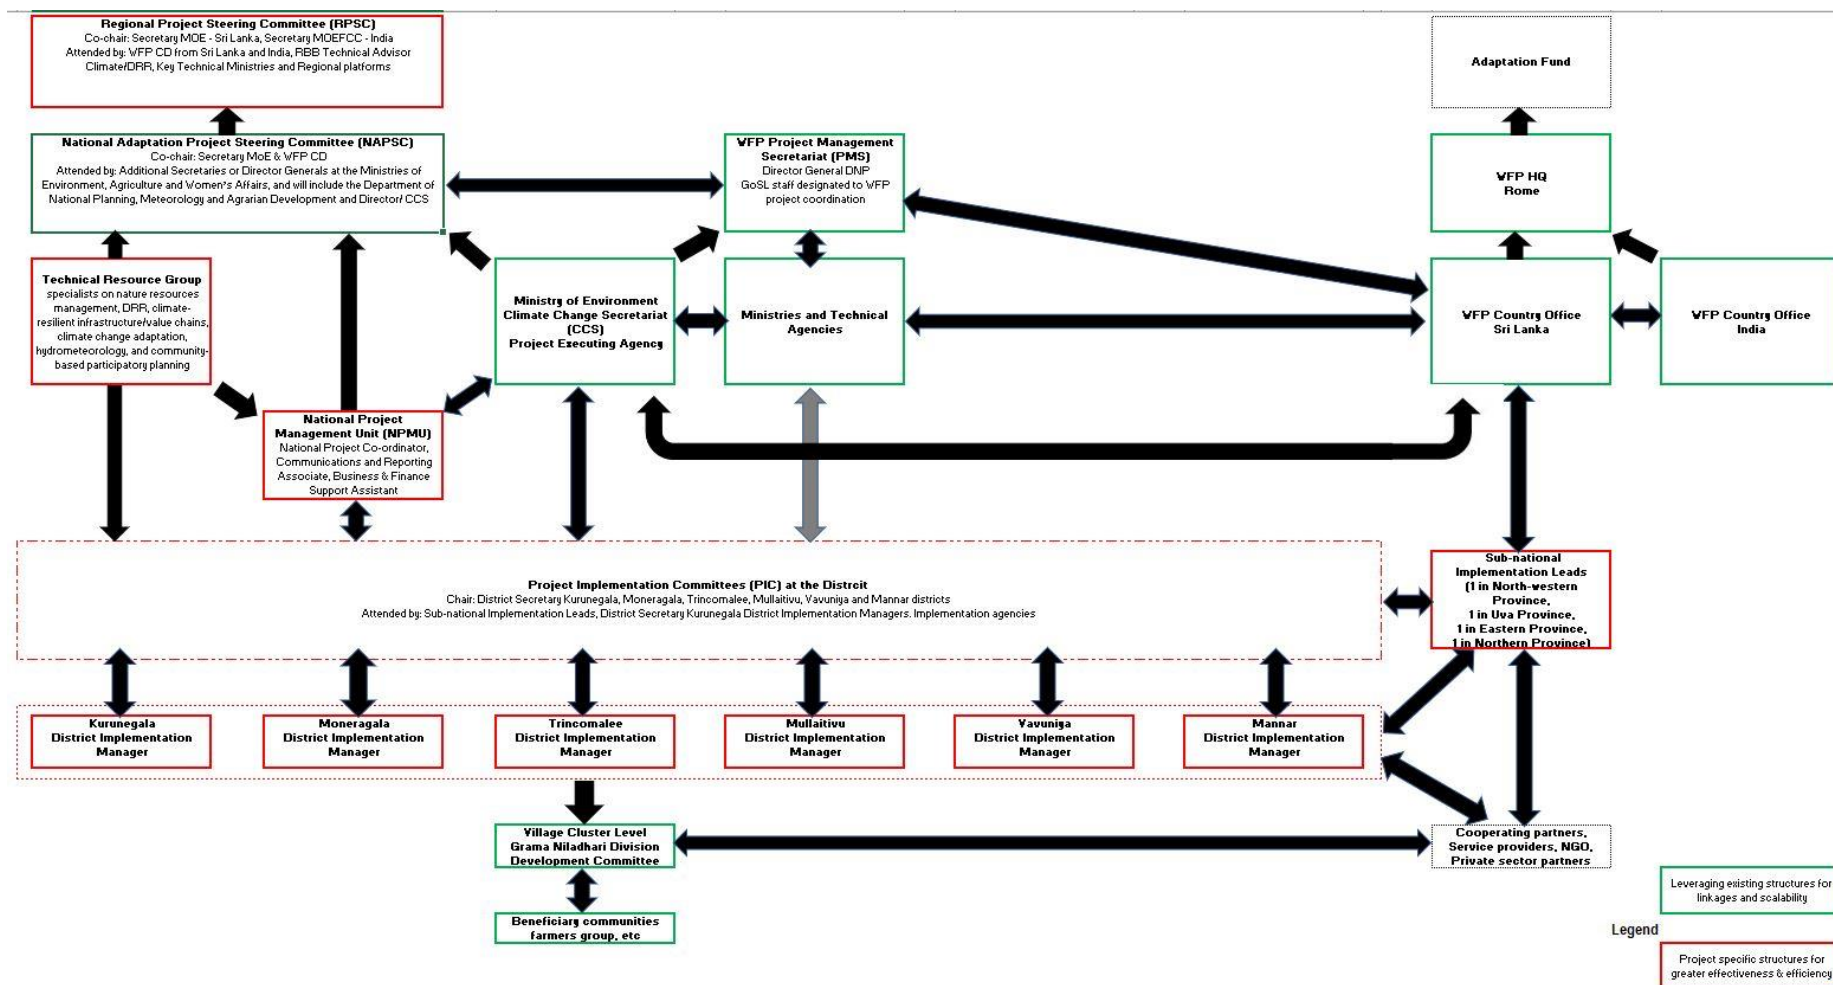 Regional Project Steering Committee (RPSC)
Co-chair: Secretary MOE - Sri Lanka, Secretary MOEFCC - India
Attended by: WFP CD from Sri Lanka and India, RBB Technical Advisor
Climate/DRR, Key Technical Ministries and Regional platforms
Adaptation Fund
National Adaptation Project Steering Committee (NAPSC)
Co-chair: Secretary MoE & WFP CD
Attended by: Additional Secretaries or Director Generals at the Ministries of
Environment, Agriculture and Women's Affairs, and will include the Department of
National Planning, Meteorology and Agrarian Development and Director/ CCS
WFP Project Management
Secretariat (PMS)
Director General DNP
GoSL staff designated to WFP
project coordination
WFP HQ
Rome
Technical Resource Group
specialists on nature resources
management, DRR, climate-
resilient infrastructure/value chains,
climate change adaptation,
hydrometeorology, and community-
based participatory planning
Ministry of Environment
Climate Change Secretariat
(CCS)
Project Executing Agency
Ministries and Technical
Agencies
WFP Country Office
Sri Lanka
WFP Country Office
India
National Project
Management Unit (NPMU)
National Project Co-ordinator,
Communications and Reporting
Associate, Business & Finance
Support Assistant
Project Implementation Committees (PIC) at the Distrcit
Chair: District Secretary Kurunegala, Moneragala, Trincomalee, Mullaitivu, Vavuniya and Mannar districts
Attended by: Sub-national Implementation Leads, District Secretary Kurunegala District Implementation Managers. Implementation agencies
Sub-national
Implementation Leads
(1 in North-western
Province,
1 in Uva Province,
1 in Eastern Province,
1 in Northern Province)
Kurunegala
District Implementation
Manager
Moneragala
District Implementation
Manager
Trincomalee
District Implementation
Manager
Mullaitivu
District Implementation
Manager
Vavuniya
District Implementation
Manager
Mannar
District Implementation
Manager
Village Cluster Level
Grama Niladhari Division
Development Committee
Cooperating partners,
Service providers, NGO,
Private sector partners
Beneficiary communities
farmers group, etc
Legend
Leveraging existing structures for
linkages and scalability
Project specific structures for
greater effectiveness & efficiency